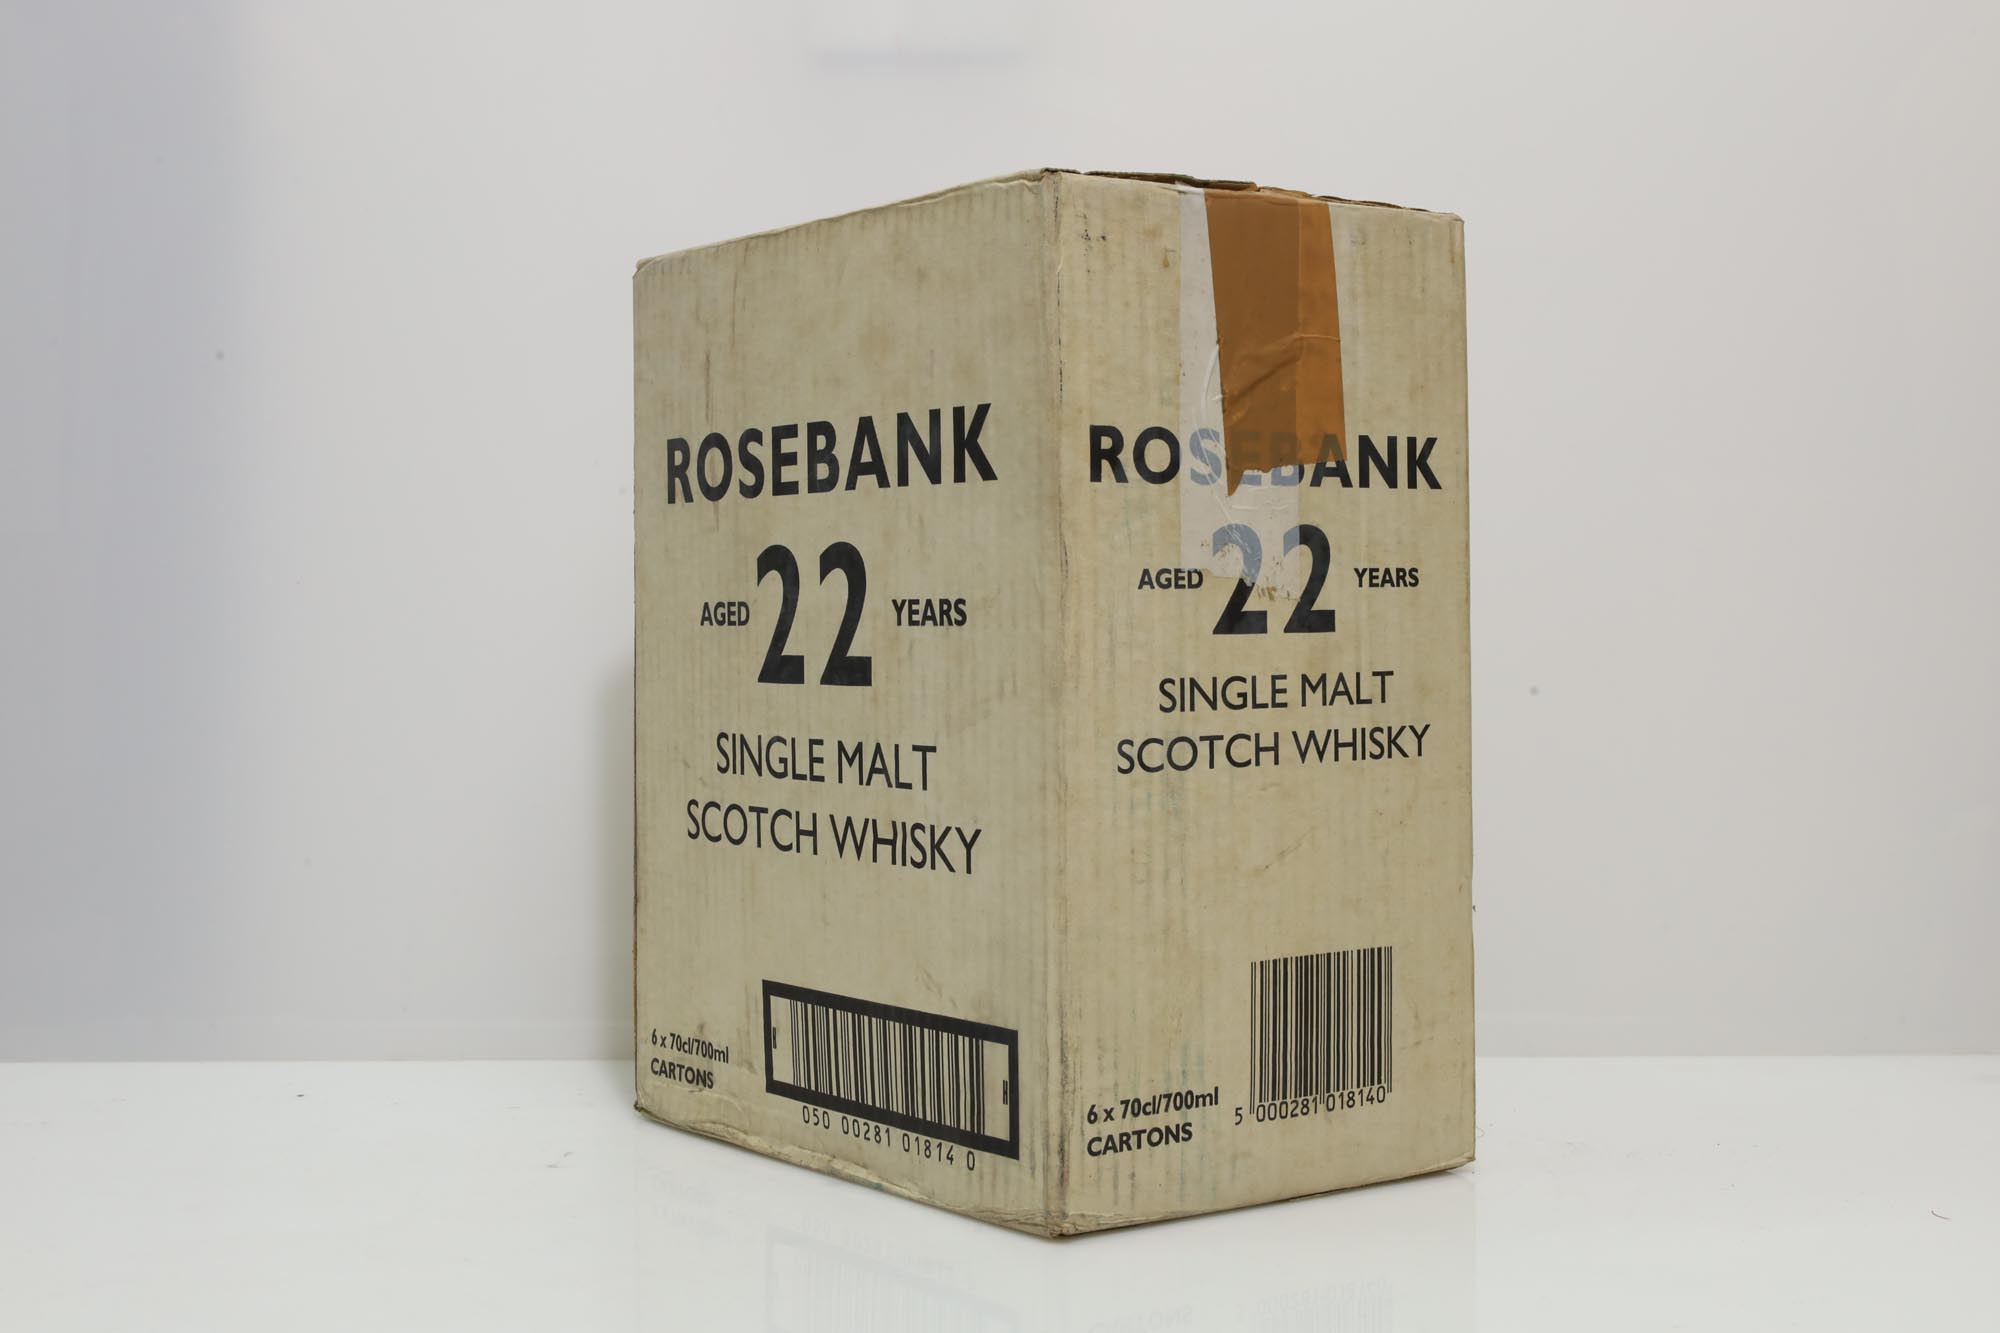 ROSEBANK
AGED 22 YEARS
SINGLE MALT
SCOTCH WHISKY
6 x 70cl/700ml
CARTONS
H H
050 00281 01814 0
ROSEBANK
AGED 22 YEARS
SINGLE MALT
SCOTCH WHISKY
6 x 70cl/700ml
CARTONS
5 000281 018140